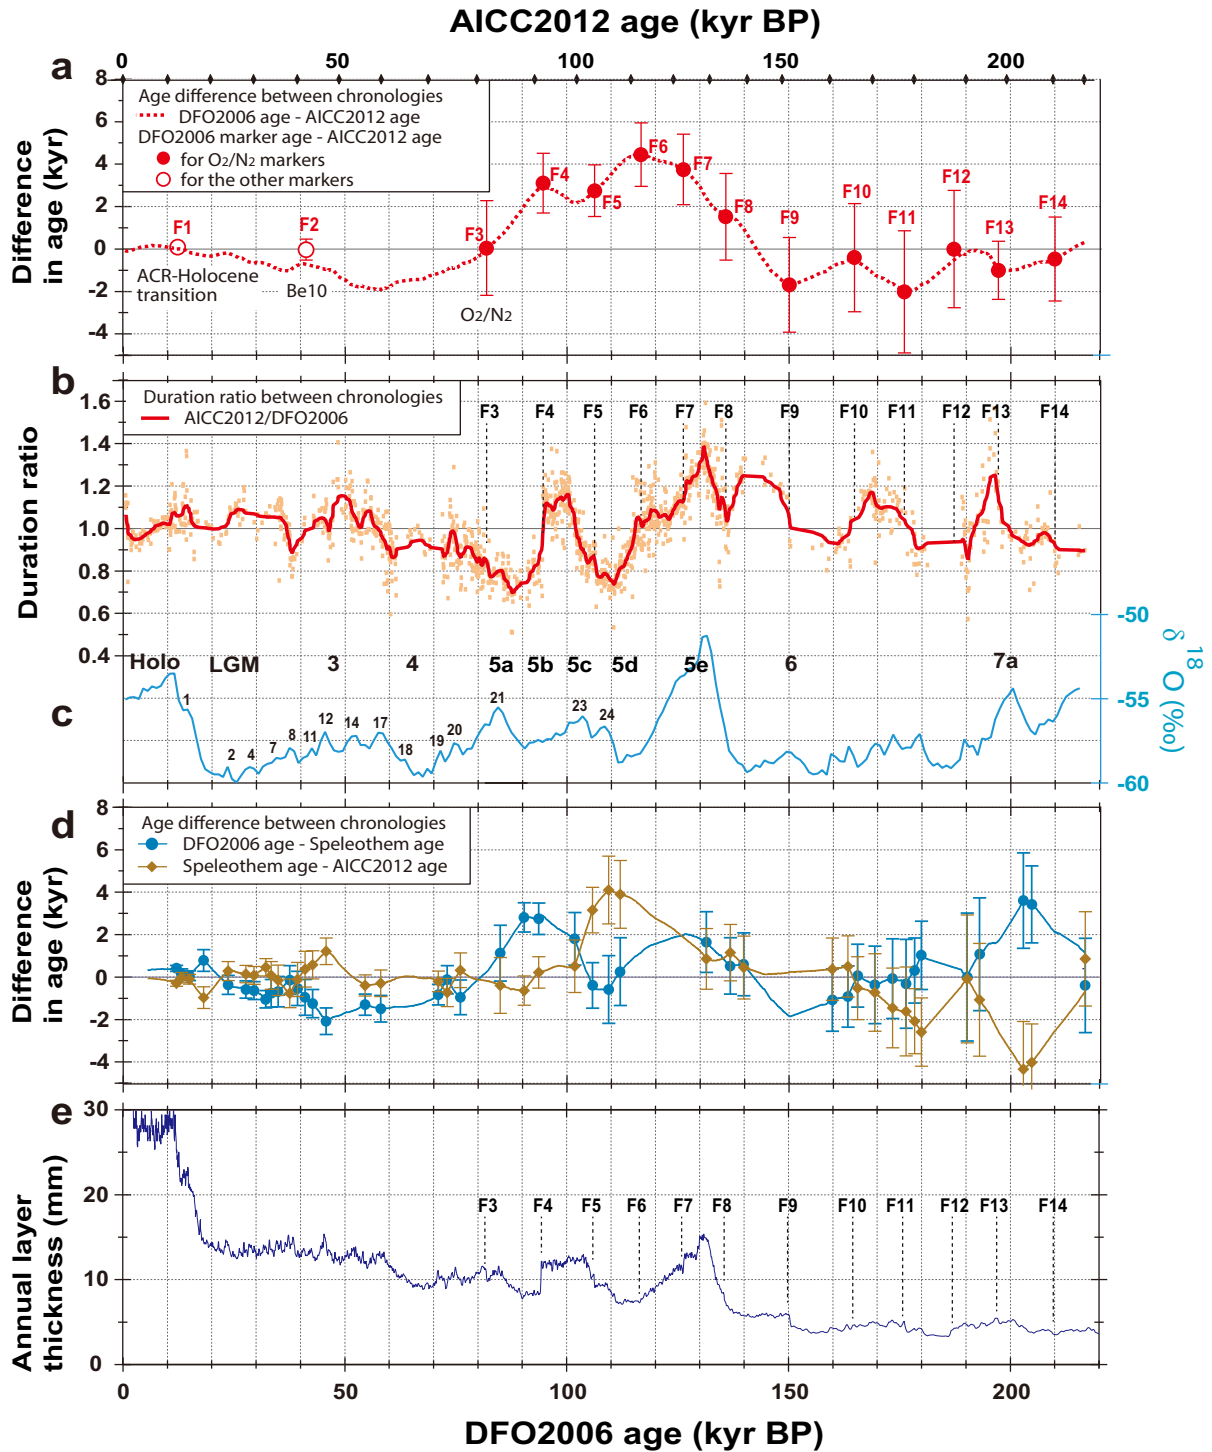 AICC2012 age (kyr BP)
0 50 100 150 200
a
8
6
4
2
0
-2
-4
Difference
in age (kyr)
Age difference between chronologies
DFO2006 age - AICC2012 age
DFO2006 marker age - AICC2012 age
for O2/N2 markers
for the other markers
F1 F2 F3 F4 F5 F6 F7 F8 F9 F10 F11 F12 F13 F14
ACR-Holocene
transition
Be10
O2/N2
b
1.6
1.4
1.2
1.0
0.8
0.6
0.4
Duration ratio
Duration ratio between chronologies
AICC2012/DFO2006
F3 F4 F5 F6 F7 F8 F9 F10 F11 F12 F13 F14
-50
-55
-60
δ 18 O (‰)
Holo LGM 3 4 5a 5b 5c 5d 5e 6 7a
c
1 2 4 7 8 11 12 14 17 18 19 20 21 23 24
d
8
6
4
2
0
-2
-4
Difference
in age (kyr)
Age difference between chronologies
DFO2006 age - Speleothem age
Speleothem age - AICC2012 age
e
30
20
10
0
Annual layer
thickness (mm)
F3 F4 F5 F6 F7 F8 F9 F10 F11 F12 F13 F14
0 50 100 150 200
DFO2006 age (kyr BP)